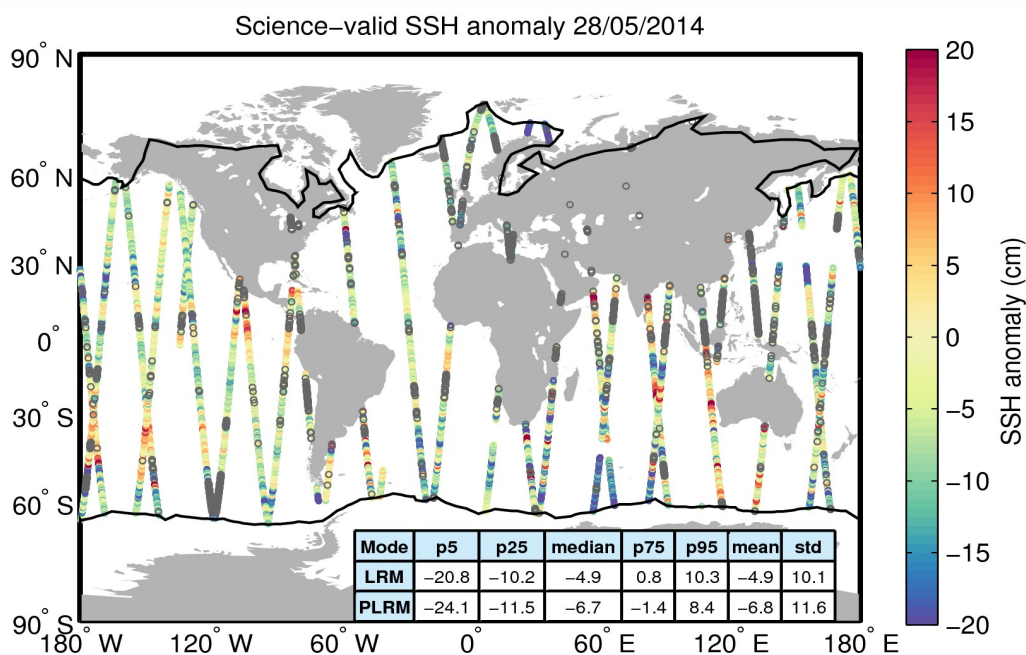 Science−valid SSH anomaly 28/05/2014
90° N
60° N
30° N
0°
30° S
60° S
90° S
180° W
120° W
60° W
0°
60° E
120° E
180° E
Mode p5 p25 median p75 p95 mean std
LRM −20.8 −10.2 −4.9 0.8 10.3 −4.9 10.1
PLRM −24.1 −11.5 −6.7 −1.4 8.4 −6.8 11.6
20
15
10
5
0
−5
−10
−15
−20
SSH anomaly (cm)